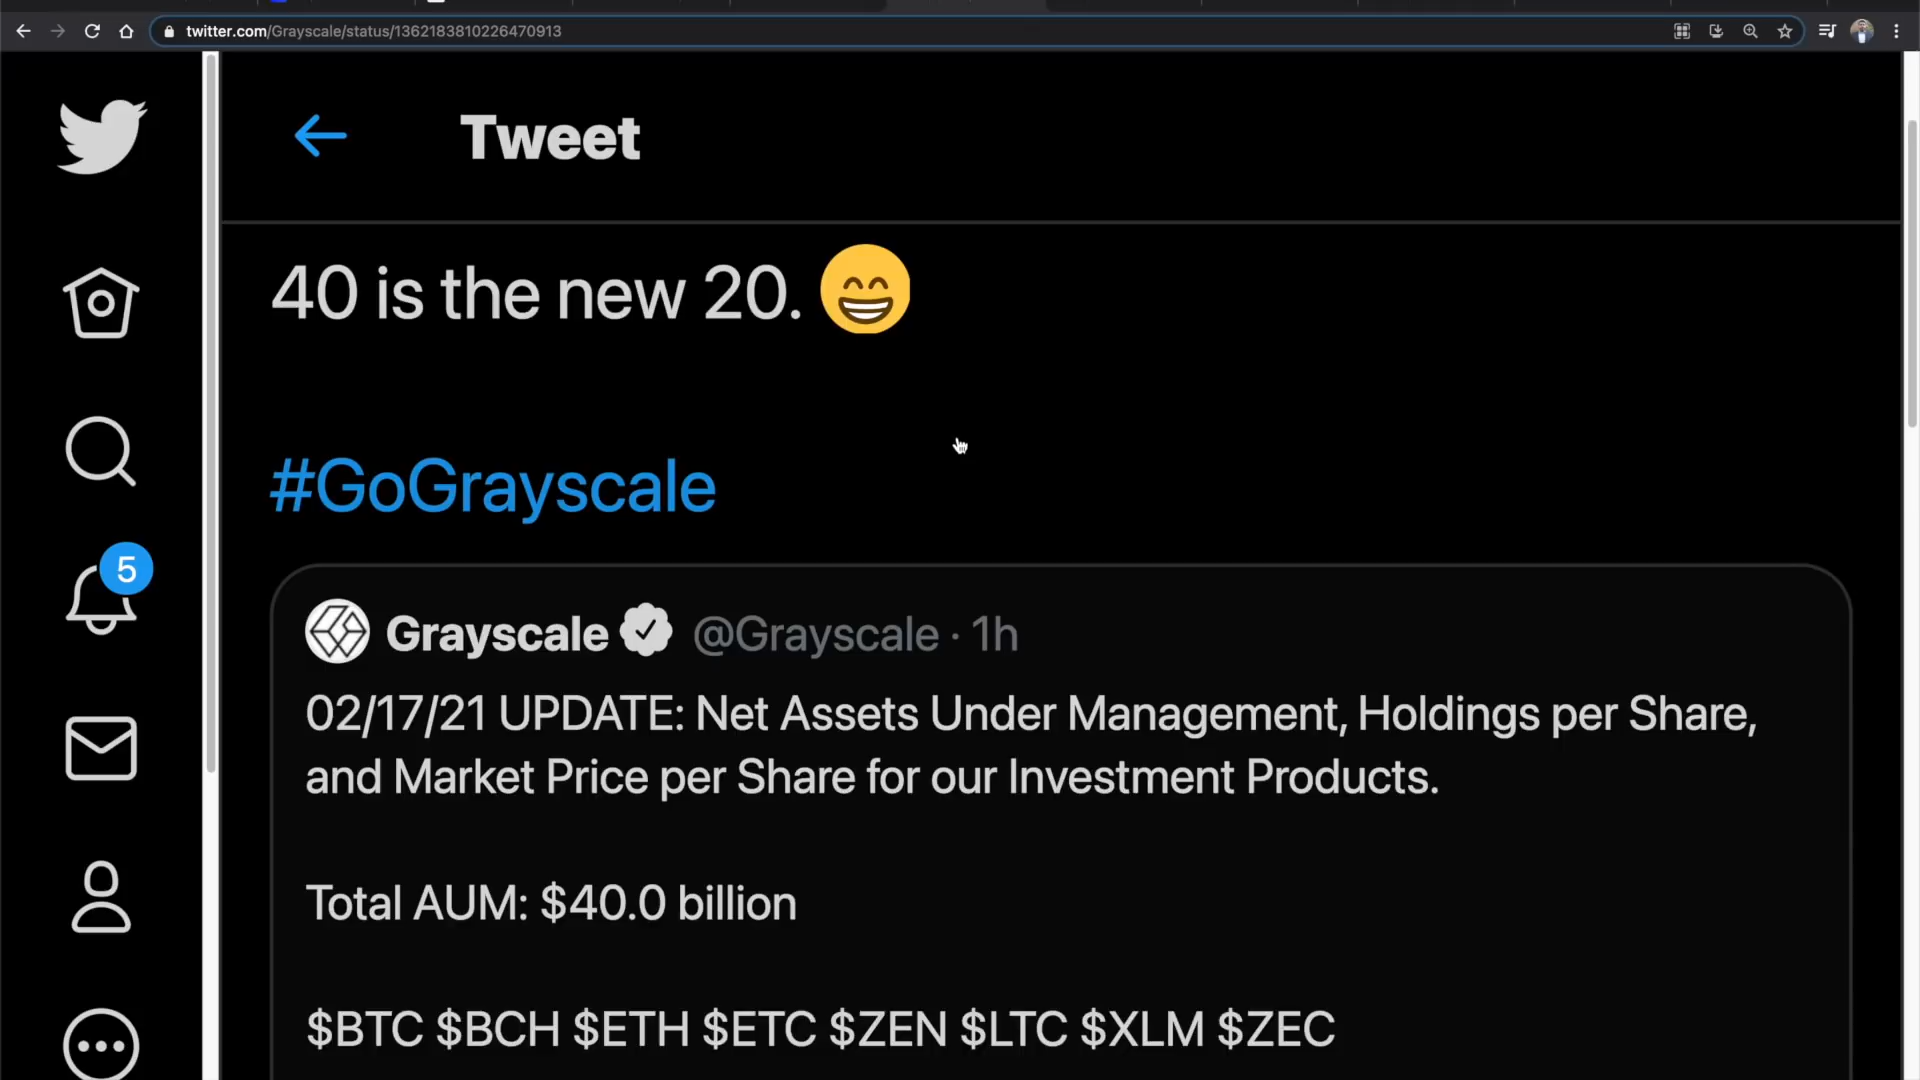 twitter.com/Grayscale/status/1362183810226470913
Tweet
40 is the new 20. 😁
#GoGrayscale
5
Grayscale @Grayscale · 1h
02/17/21 UPDATE: Net Assets Under Management, Holdings per Share,
and Market Price per Share for our Investment Products.
Total AUM: $40.0 billion
$BTC $BCH $ETH $ETC $ZEN $LTC $XLM $ZEC